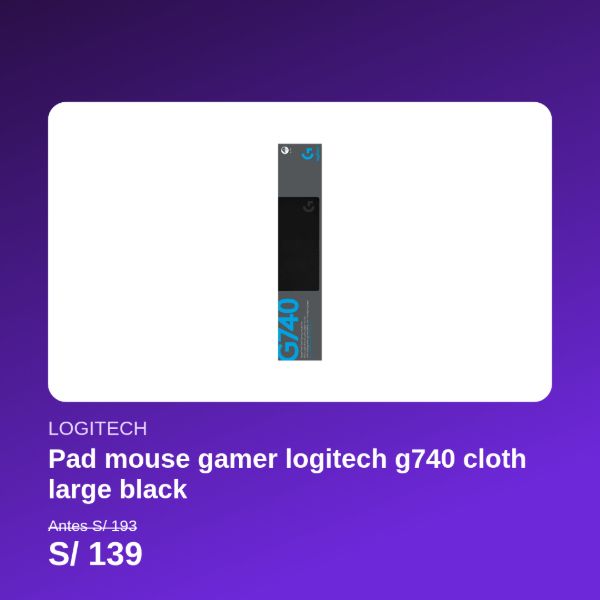 G740
LOGITECH
Pad mouse gamer logitech g740 cloth
large black
Antes S/ 193
S/ 139